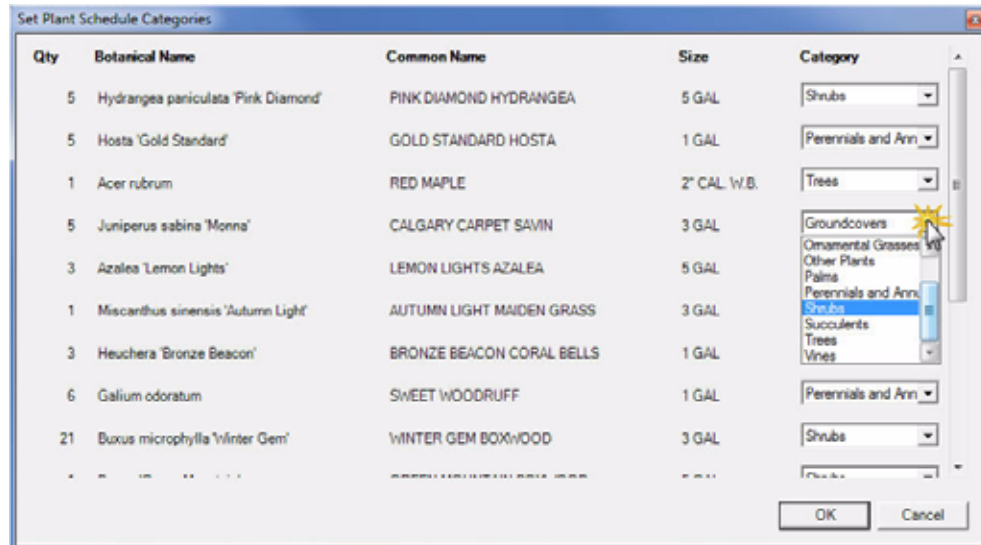 Set Plant Schedule Categories
Qty Botanical Name Common Name Size Category
5 Hydrangea paniculata 'Pink Diamond' PINK DIAMOND HYDRANGEA 5 GAL Shrubs
5 Hosta 'Gold Standard' GOLD STANDARD HOSTA 1 GAL Perennials and Ann
1 Acer rubrum RED MAPLE 2" CAL. W.B. Trees
5 Juniperus sabina 'Monna' CALGARY CARPET SAVIN 3 GAL Groundcovers
Ornamental Grasses
3 Azalea 'Lemon Lights' LEMON LIGHTS AZALEA 5 GAL Other Plants
Palms
Perennials and Annu
1 Miscanthus sinensis 'Autumn Light' AUTUMN LIGHT MAIDEN GRASS 3 GAL Shrubs
Succulents
Trees
3 Heuchera 'Bronze Beacon' BRONZE BEACON CORAL BELLS 1 GAL Vines
6 Galium odoratum SWEET WOODRUFF 1 GAL Perennials and Ann
21 Buxus microphylla 'Winter Gem' WINTER GEM BOXWOOD 3 GAL Shrubs
OK Cancel